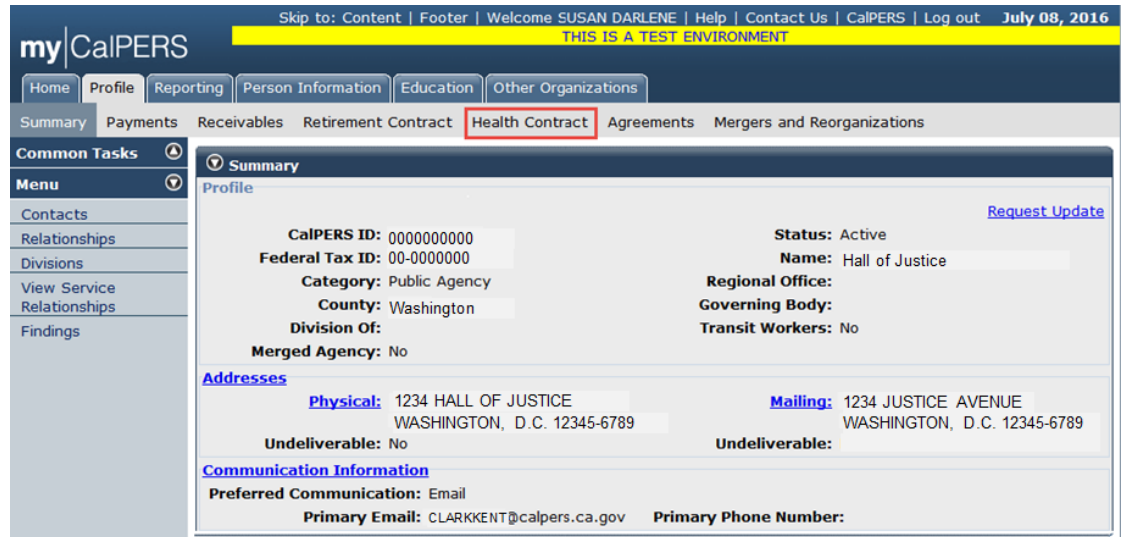 Skip to: Content | Footer | Welcome SUSAN DARLENE | Help | Contact Us | CalPERS | Log out July 08, 2016
THIS IS A TEST ENVIRONMENT
my|CalPERS
Home Profile Reporting Person Information Education Other Organizations
Summary Payments Receivables Retirement Contract Health Contract Agreements Mergers and Reorganizations
Common Tasks
Menu
Contacts
Relationships
Divisions
View Service
Relationships
Findings
Summary
Profile
Request Update
CalPERS ID: 0000000000 Status: Active
Federal Tax ID: 00-0000000 Name: Hall of Justice
Category: Public Agency Regional Office:
County: Washington Governing Body:
Division Of: Transit Workers: No
Merged Agency: No
Addresses
Physical: 1234 HALL OF JUSTICE Mailing: 1234 JUSTICE AVENUE
WASHINGTON, D.C. 12345-6789 WASHINGTON, D.C. 12345-6789
Undeliverable: No Undeliverable:
Communication Information
Preferred Communication: Email
Primary Email: CLARKKENT@calpers.ca.gov Primary Phone Number: